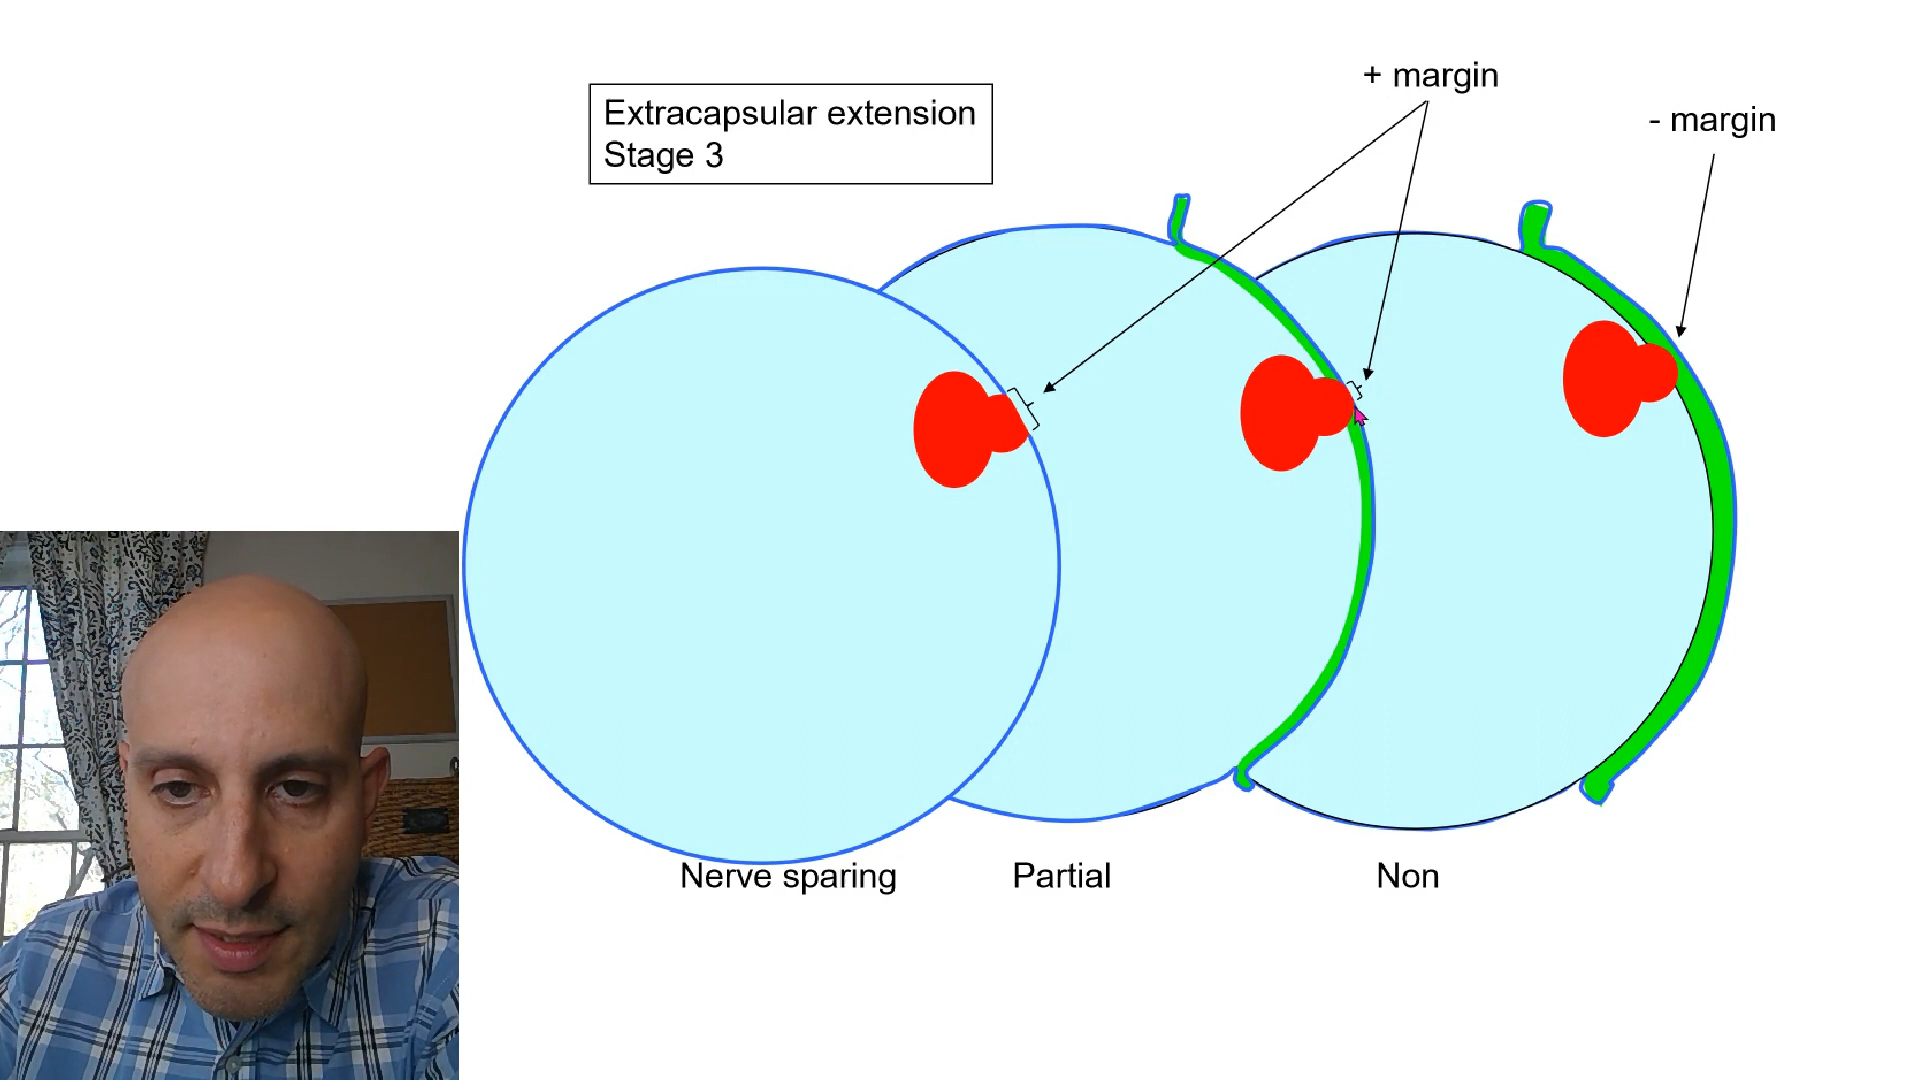 + margin
- margin
Extracapsular extension
Stage 3
Nerve sparing
Partial
Non